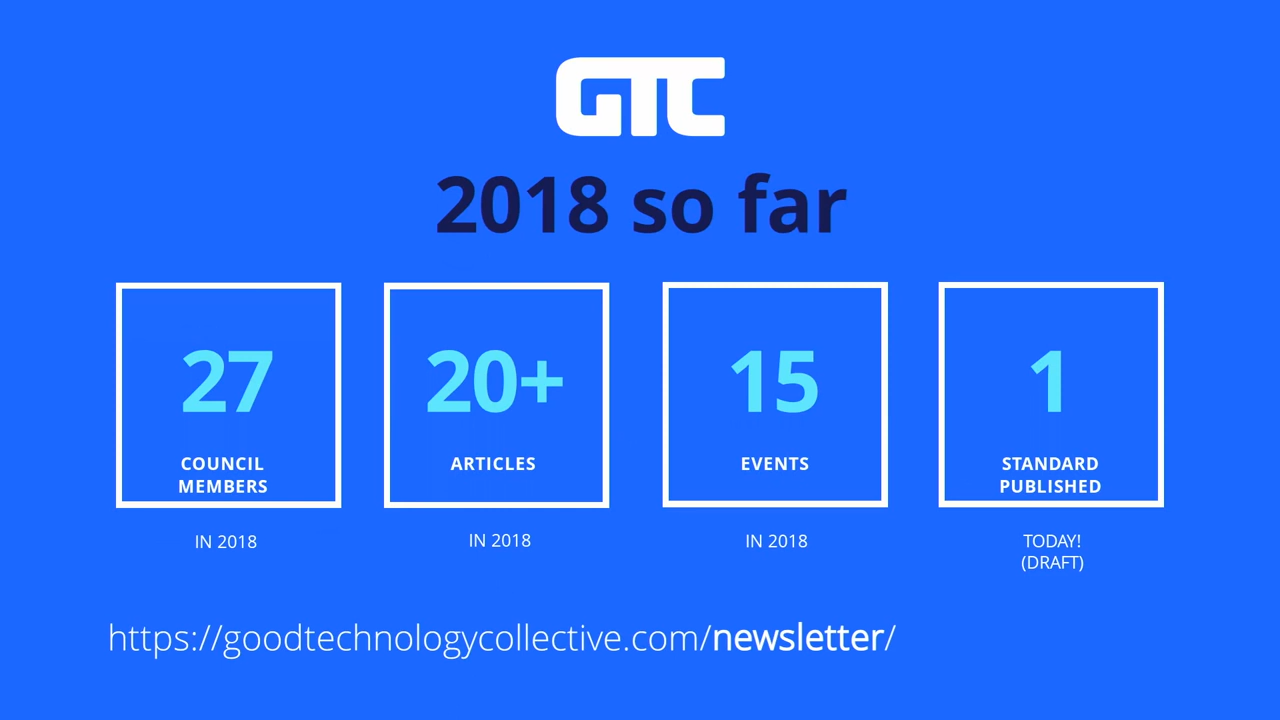 GTC
2018 so far
27
COUNCIL
MEMBERS
IN 2018
20+
ARTICLES
IN 2018
15
EVENTS
IN 2018
1
STANDARD
PUBLISHED
TODAY!
(DRAFT)
https://goodtechnologycollective.com/newsletter/